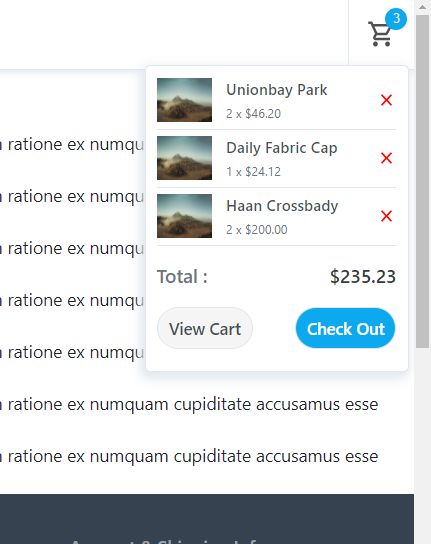 3
Unionbay Park
2 x $46.20
Daily Fabric Cap
1 x $24.12
Haan Crossbady
2 x $200.00
Total : $235.23
View Cart Check Out
ratione ex numqu
ratione ex numqu
ratione ex numqu
ratione ex numqu
ratione ex numqu
ratione ex numquam cupiditate accusamus esse
ratione ex numquam cupiditate accusamus esse